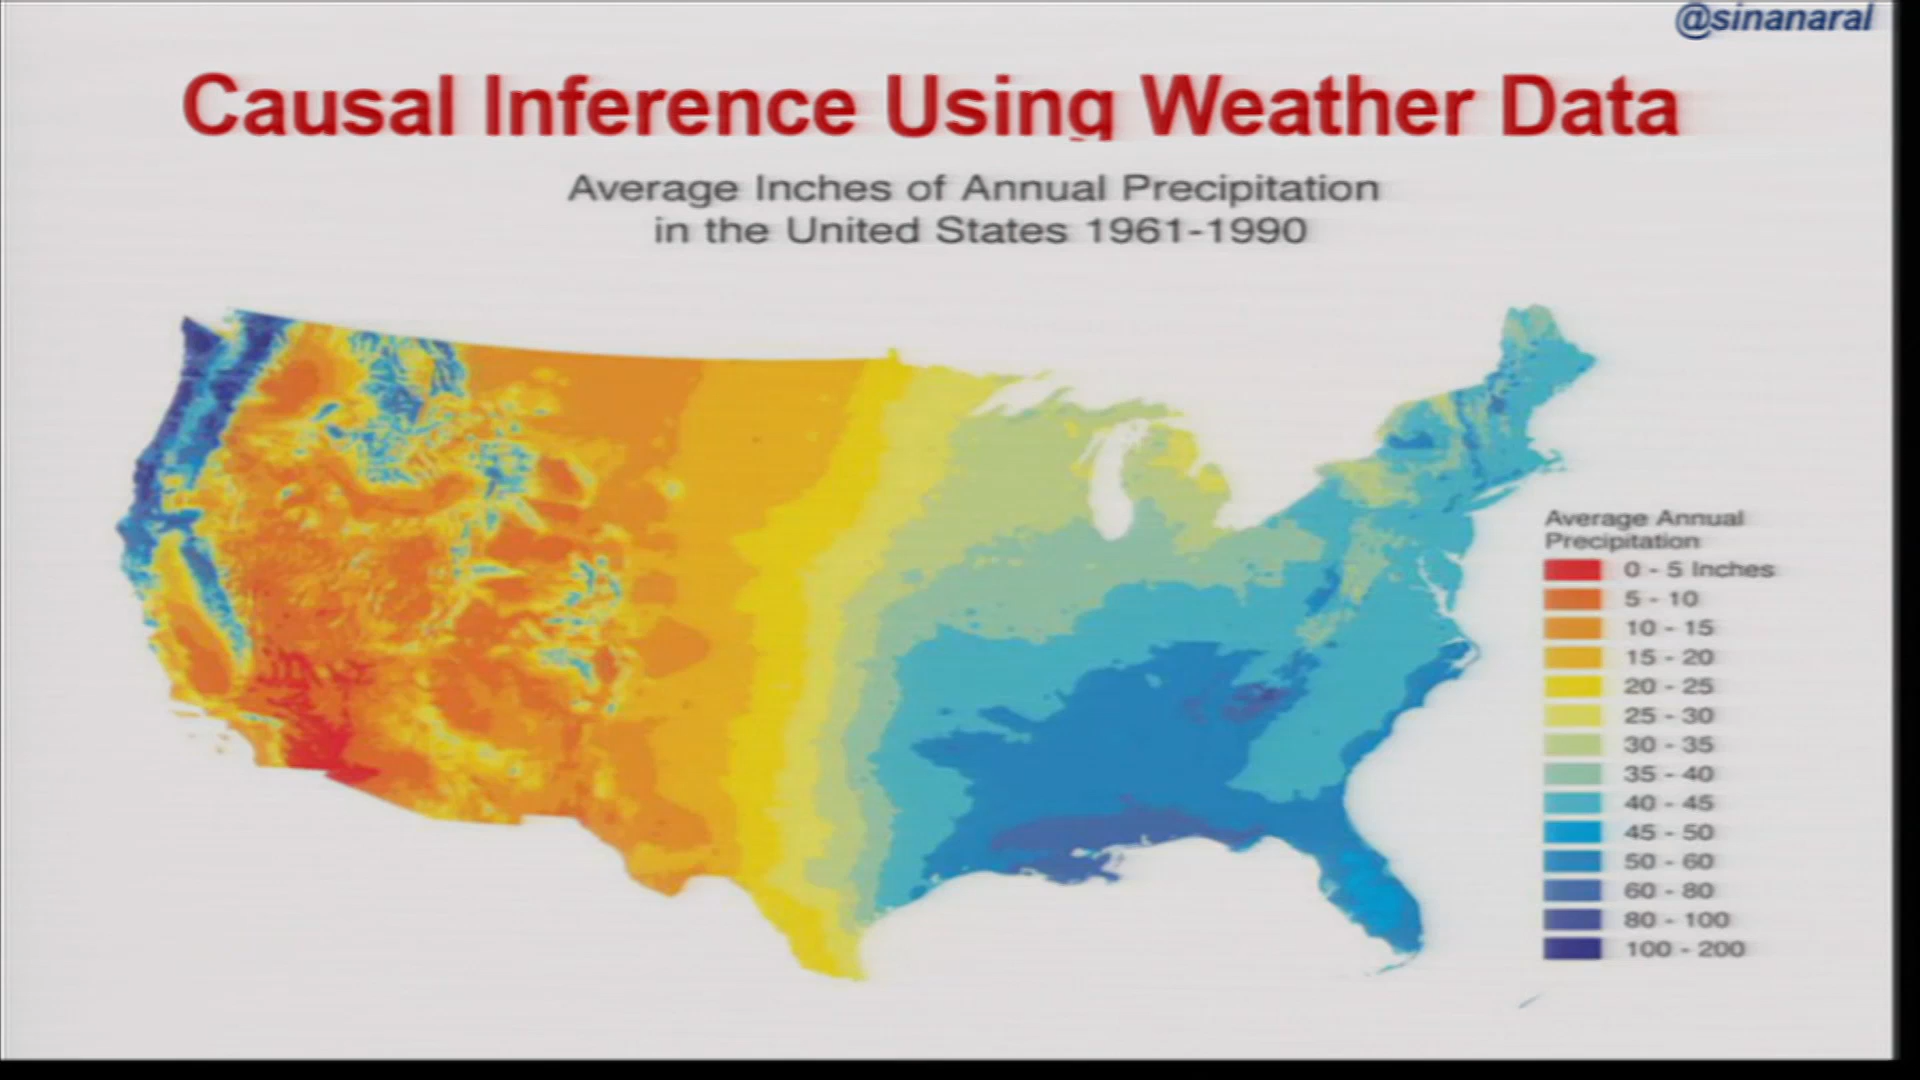 @sinanaral
Causal Inference Using Weather Data
Average Inches of Annual Precipitation
in the United States 1961-1990
Average Annual
Precipitation
0 - 5 Inches
5 - 10
10 - 15
15 - 20
20 - 25
25 - 30
30 - 35
35 - 40
40 - 45
45 - 50
50 - 60
60 - 80
80 - 100
100 - 200